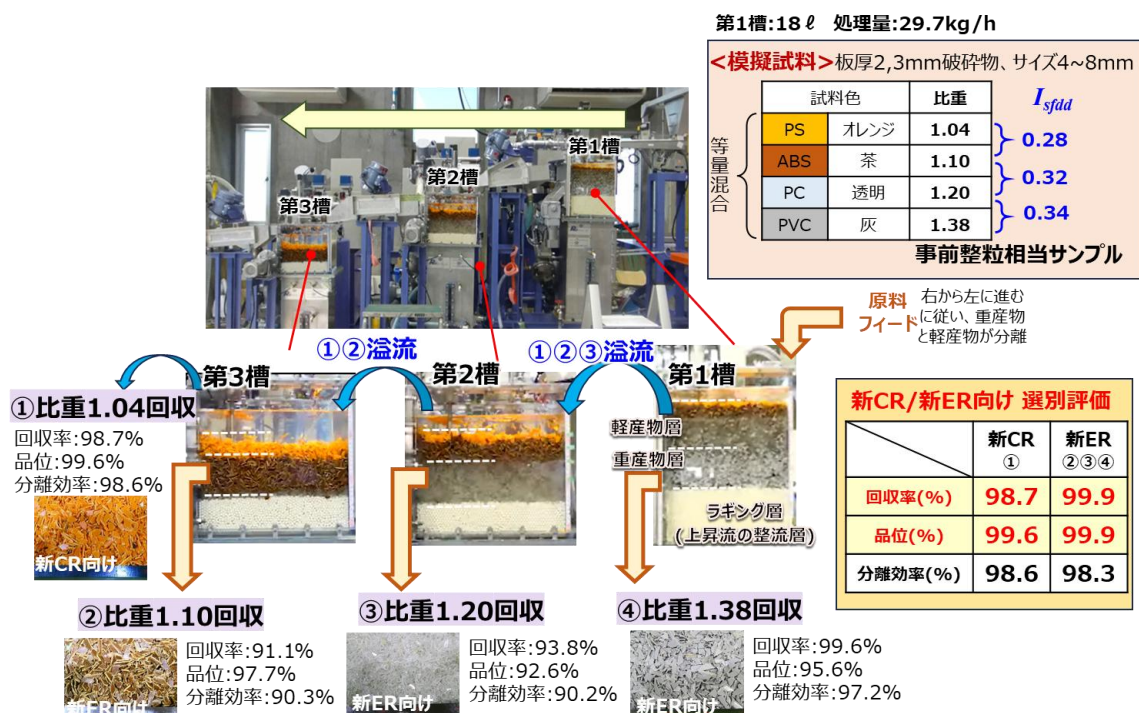 第1槽:18ℓ 処理量:29.7kg/h
<模擬試料>板厚2,3mm破砕物、サイズ4~8mm
試料色 比重 Isfdd
等量混合
PS オレンジ 1.04
ABS 茶 1.10
PC 透明 1.20
PVC 灰 1.38
0.28
0.32
0.34
事前整粒相当サンプル
第1槽
第2槽
第3槽
原料
フィード
右から左に進む
に従い、重産物
と軽産物が分離
①②溢流
①②③溢流
第3槽
第2槽
第1槽
軽産物層
重産物層
ラギング層
(上昇流の整流層)
①比重1.04回収
回収率:98.7%
品位:99.6%
分離効率:98.6%
新CR向け
②比重1.10回収
回収率:91.1%
品位:97.7%
分離効率:90.3%
新ER向け
③比重1.20回収
回収率:93.8%
品位:92.6%
分離効率:90.2%
新ER向け
④比重1.38回収
回収率:99.6%
品位:95.6%
分離効率:97.2%
新ER向け
新CR/新ER向け 選別評価
新CR 新ER
① ②③④
回収率(%) 98.7 99.9
品位(%) 99.6 99.9
分離効率(%) 98.6 98.3